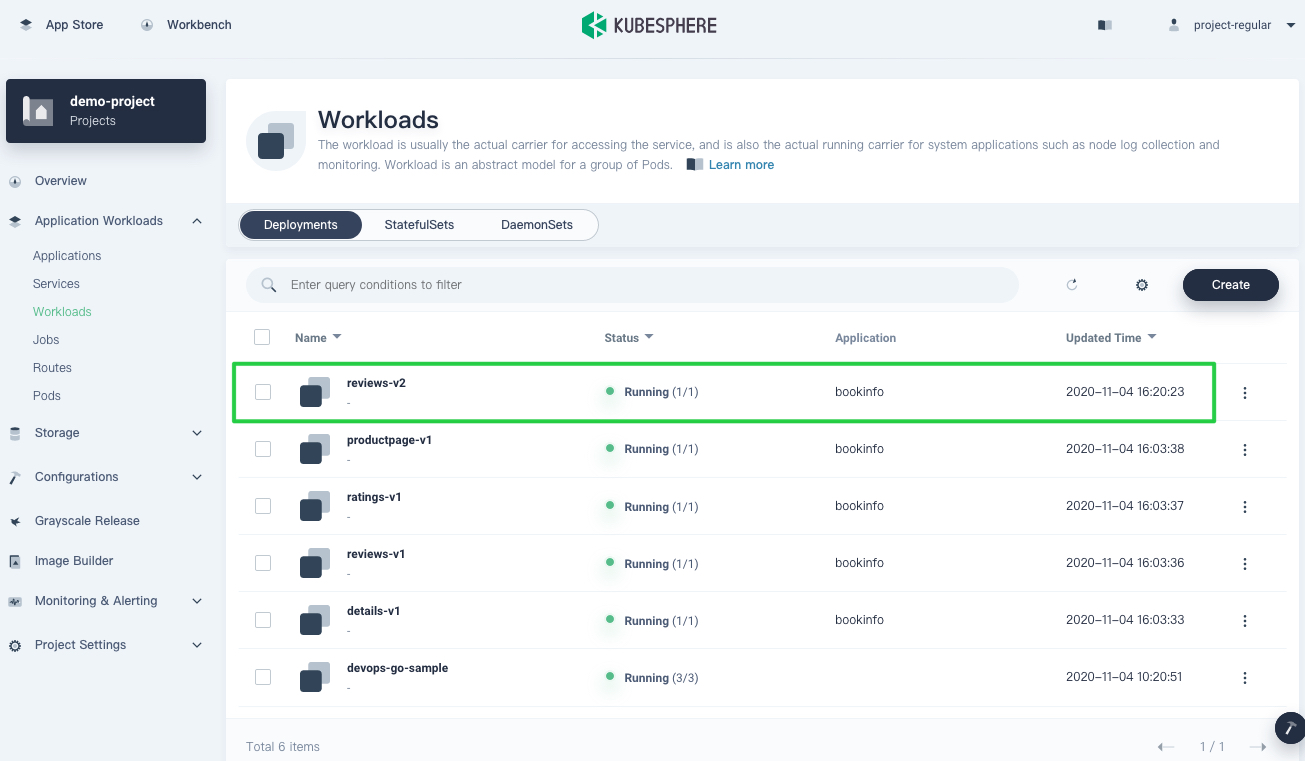 App Store
Workbench
KUBESPHERE
project-regular
demo-project
Projects
Overview
Application Workloads
Applications
Services
Workloads
Jobs
Routes
Pods
Storage
Configurations
Grayscale Release
Image Builder
Monitoring & Alerting
Project Settings
Workloads
The workload is usually the actual carrier for accessing the service, and is also the actual running carrier for system applications such as node log collection and
monitoring. Workload is an abstract model for a group of Pods. Learn more
Deployments StatefulSets DaemonSets
Enter query conditions to filter
Create
Name Status Application Updated Time
reviews-v2 Running (1/1) bookinfo 2020-11-04 16:20:23
-
productpage-v1 Running (1/1) bookinfo 2020-11-04 16:03:38
-
ratings-v1 Running (1/1) bookinfo 2020-11-04 16:03:37
-
reviews-v1 Running (1/1) bookinfo 2020-11-04 16:03:36
-
details-v1 Running (1/1) bookinfo 2020-11-04 16:03:33
-
devops-go-sample Running (3/3) 2020-11-04 10:20:51
-
Total 6 items
1 / 1